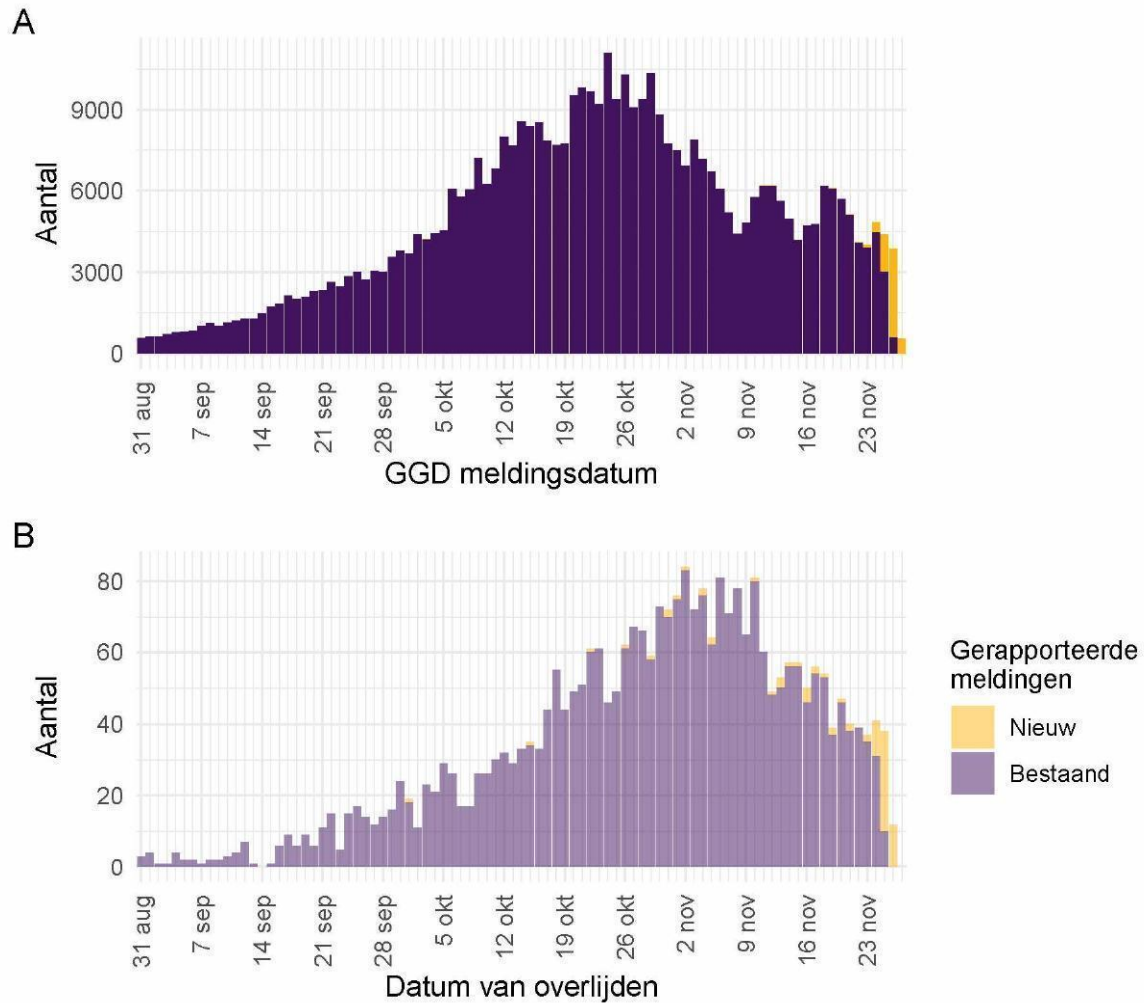 A
Aantal
9000
6000
3000
0
31 aug
7 sep
14 sep
21 sep
28 sep
5 okt
12 okt
19 okt
26 okt
2 nov
9 nov
16 nov
23 nov
GGD meldingsdatum
B
Aantal
80
60
40
20
0
31 aug
7 sep
14 sep
21 sep
28 sep
5 okt
12 okt
19 okt
26 okt
2 nov
9 nov
16 nov
23 nov
Datum van overlijden
Gerapporteerde
meldingen
Nieuw
Bestaand